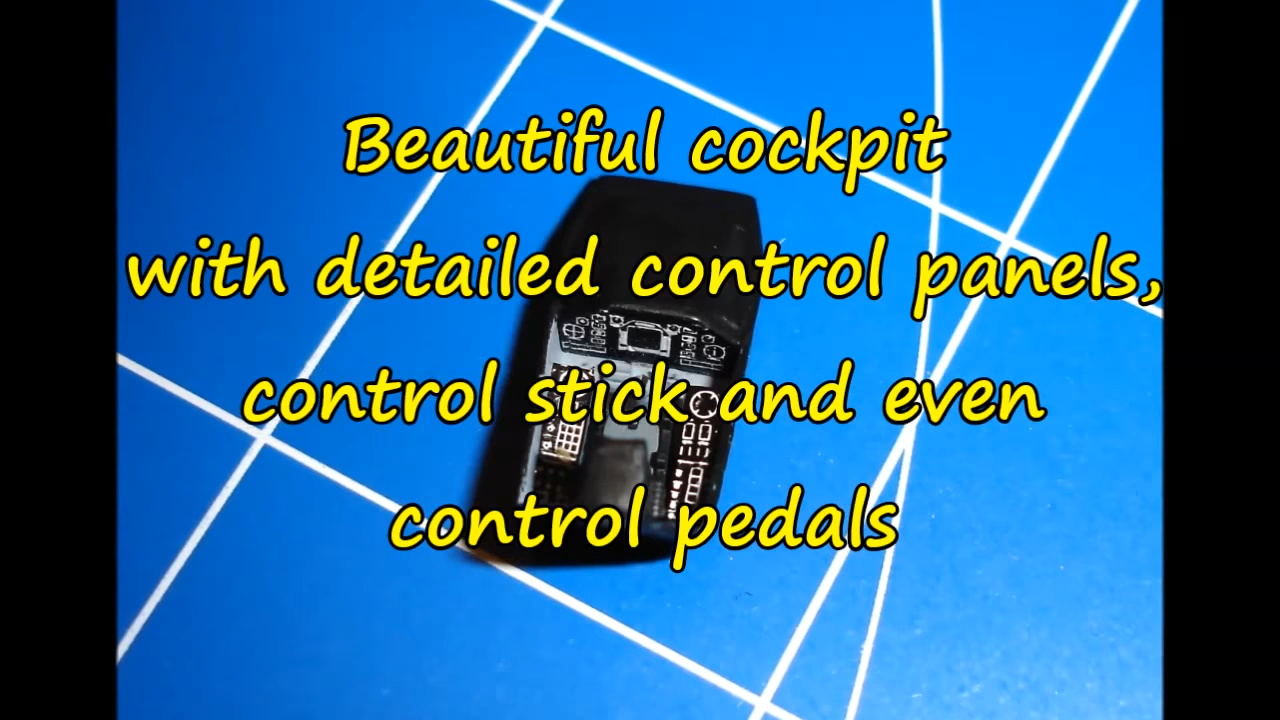 Beautiful cockpit
with detailed control panels,
control stick and even
control pedals